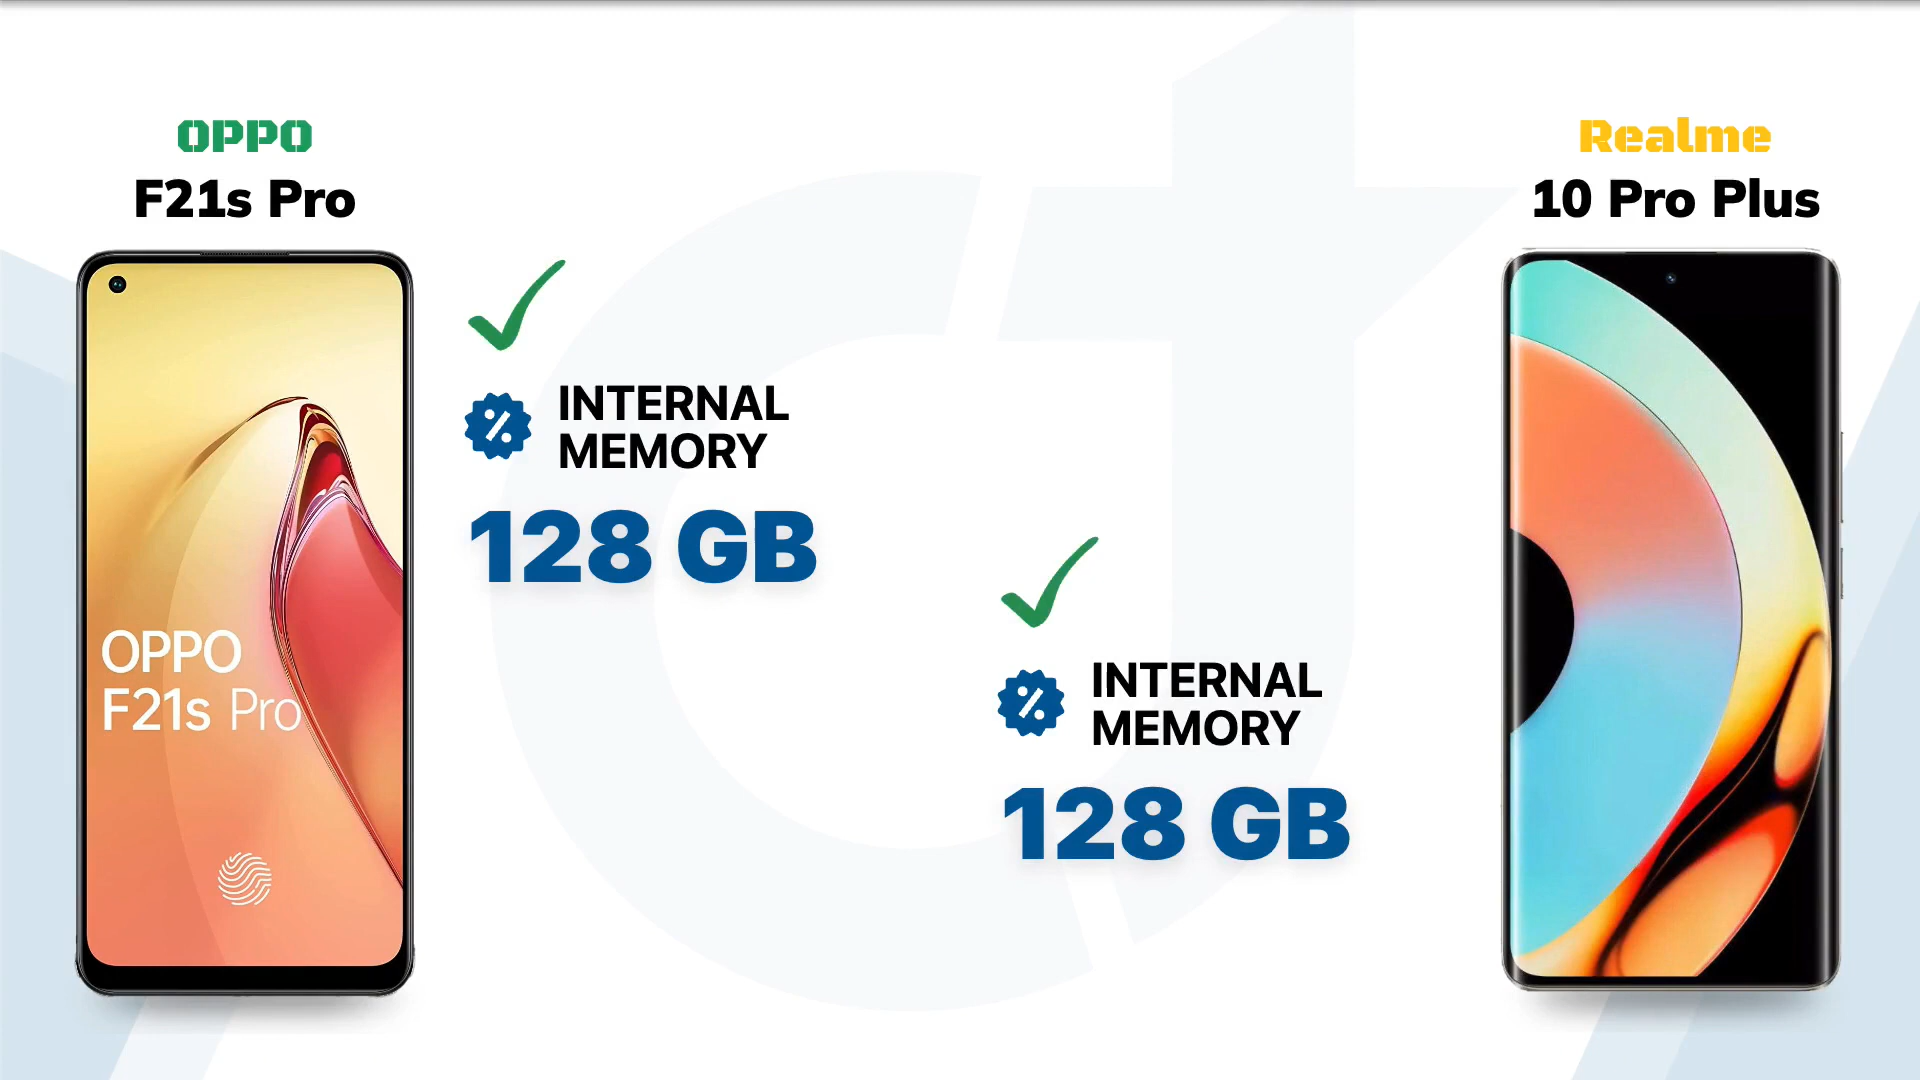 OPPO
F21s Pro
Realme
10 Pro Plus
INTERNAL
MEMORY
128 GB
OPPO
F21s Pro
INTERNAL
MEMORY
128 GB